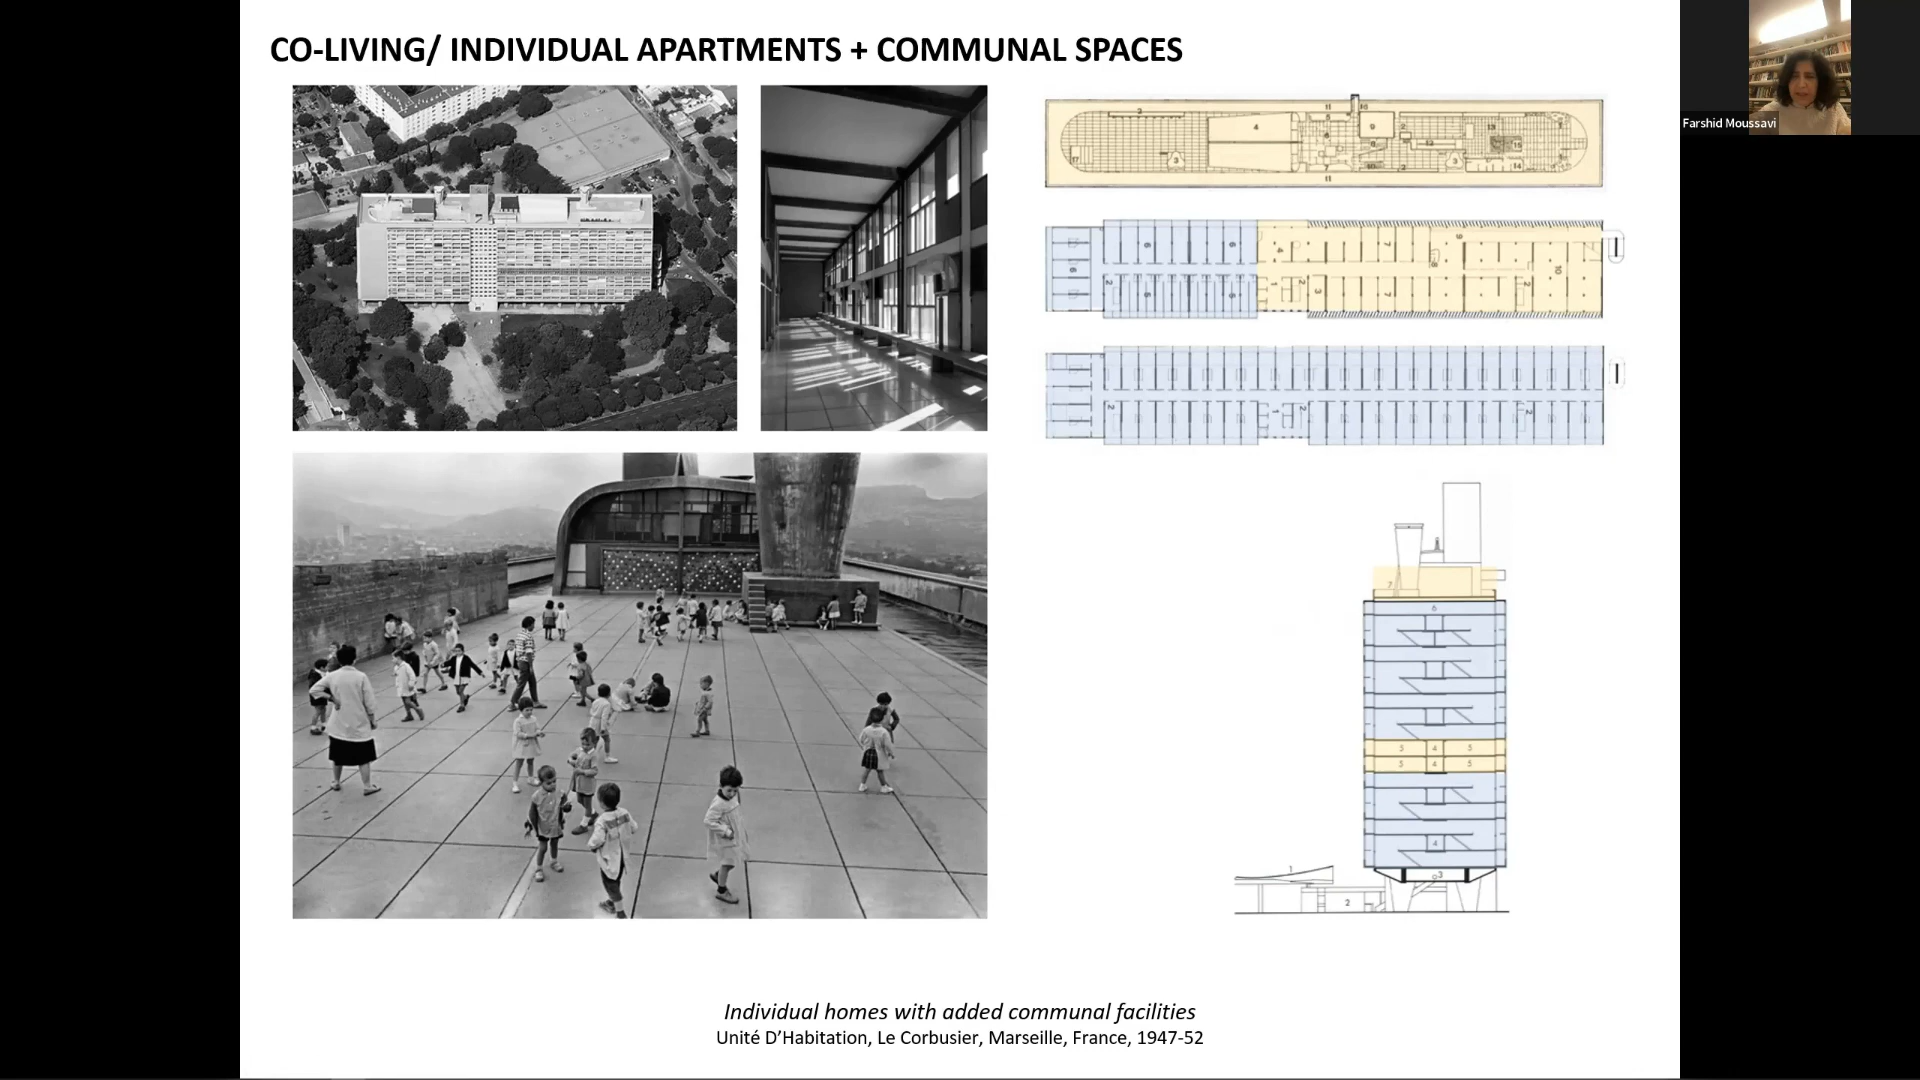 CO-LIVING/ INDIVIDUAL APARTMENTS + COMMUNAL SPACES
Farshid Moussavi
Individual homes with added communal facilities
Unité D’Habitation, Le Corbusier, Marseille, France, 1947-52